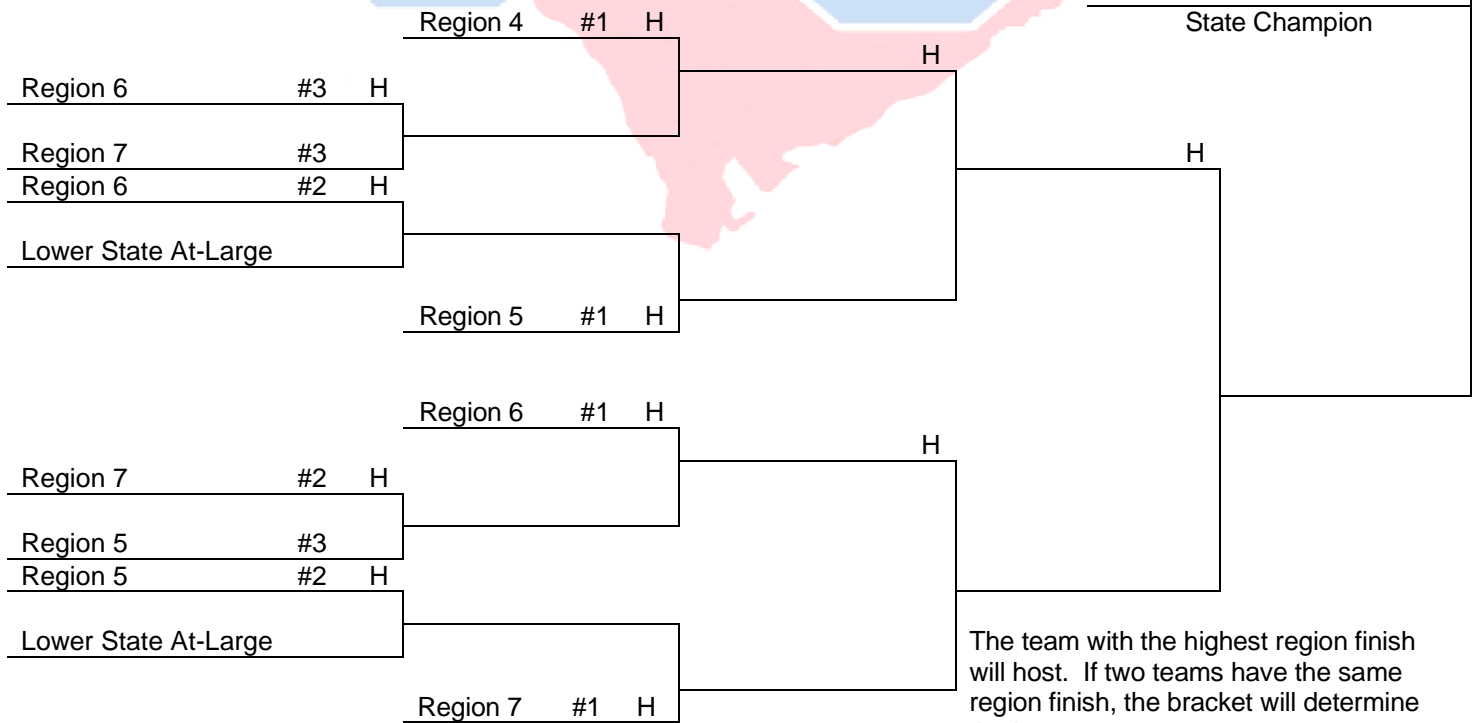 State Champion
Region 4 #1 H
H
Region 6 #3 H
H
Region 7 #3
Region 6 #2 H
Lower State At-Large
Region 5 #1 H
Region 6 #1 H
H
Region 7 #2 H
Region 5 #3
Region 5 #2 H
Lower State At-Large
Region 7 #1 H
The team with the highest region finish
will host. If two teams have the same
region finish, the bracket will determine